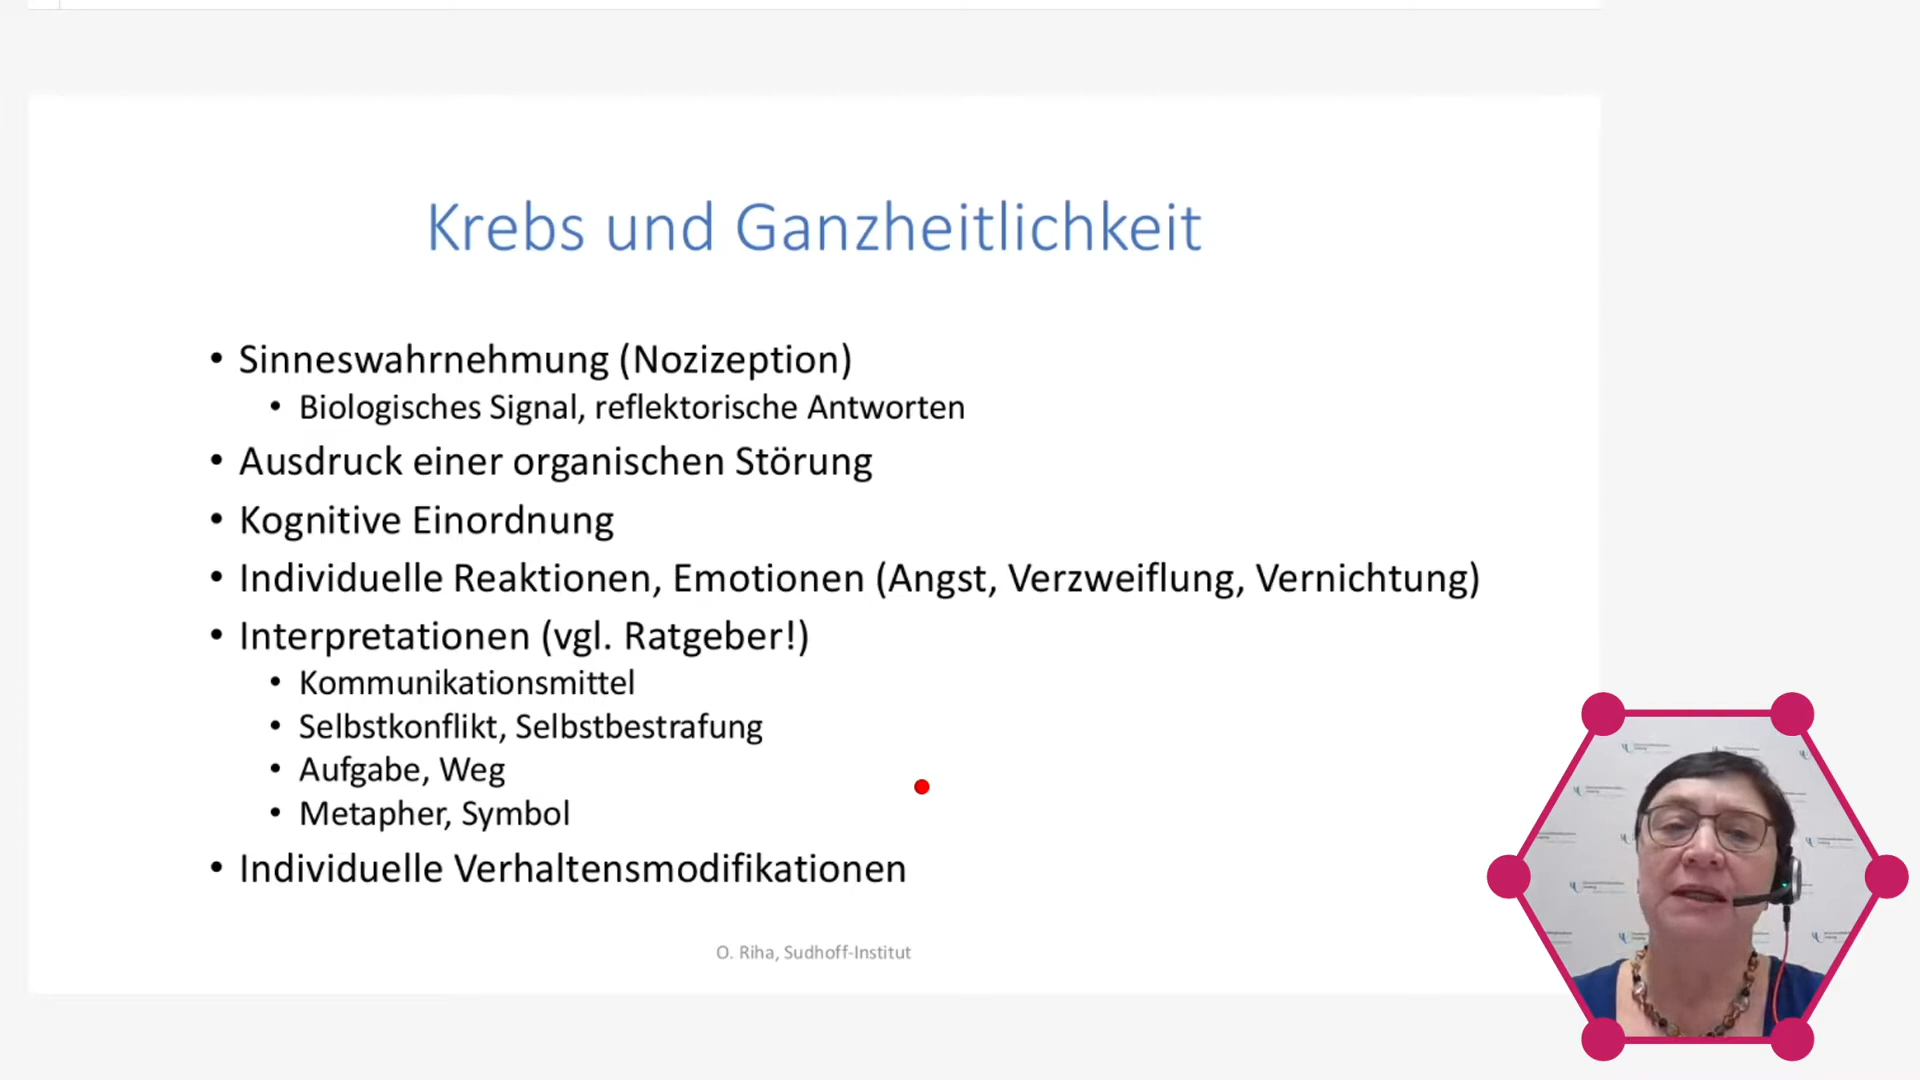 Krebs und Ganzheitlichkeit
• Sinneswahrnehmung (Nozizeption)
• Biologisches Signal, reflektorische Antworten
• Ausdruck einer organischen Störung
• Kognitive Einordnung
• Individuelle Reaktionen, Emotionen (Angst, Verzweiflung, Vernichtung)
• Interpretationen (vgl. Ratgeber!)
• Kommunikationsmittel
• Selbstkonflikt, Selbstbestrafung
• Aufgabe, Weg
• Metapher, Symbol
• Individuelle Verhaltensmodifikationen
O. Riha, Sudhoff-Institut